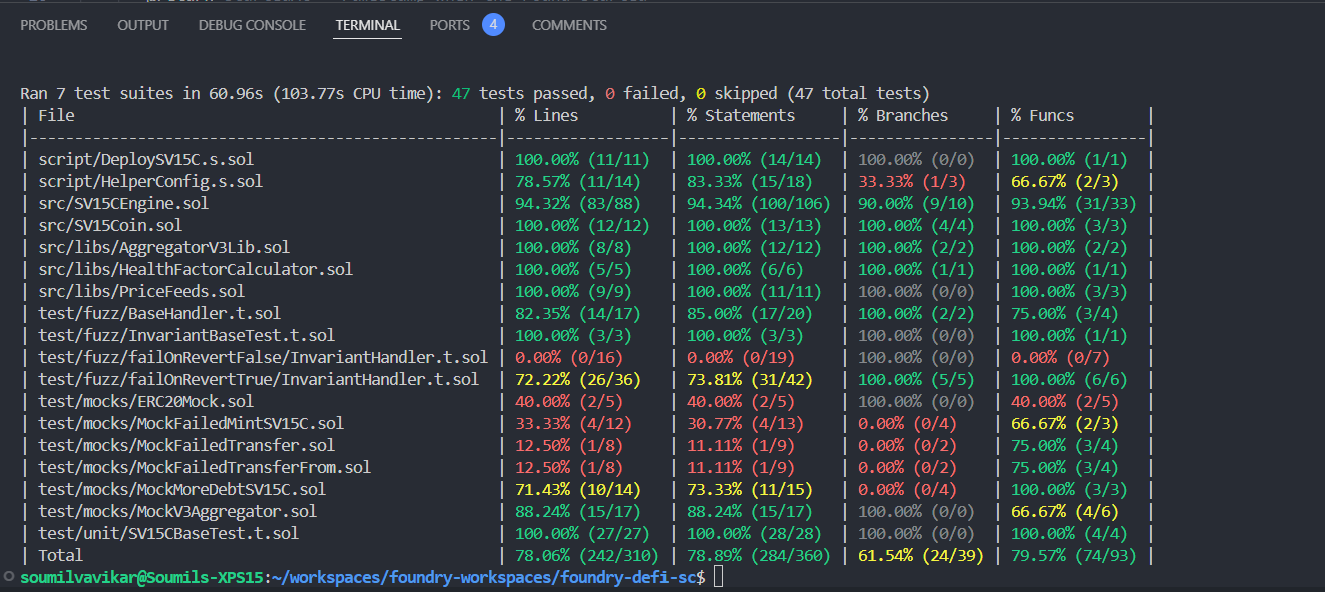 PROBLEMS OUTPUT DEBUG CONSOLE TERMINAL PORTS 4 COMMENTS
Ran 7 test suites in 60.96s (103.77s CPU time): 47 tests passed, 0 failed, 0 skipped (47 total tests)
| File | % Lines | % Statements | % Branches | % Funcs |
|--------------------------------------------------|------------------|-------------------|----------------|----------------|
| script/DeploySV15C.s.sol | 100.00% (11/11) | 100.00% (14/14) | 100.00% (0/0) | 100.00% (1/1) |
| script/HelperConfig.s.sol | 78.57% (11/14) | 83.33% (15/18) | 33.33% (1/3) | 66.67% (2/3) |
| src/SV15CEngine.sol | 94.32% (83/88) | 94.34% (100/106) | 90.00% (9/10) | 93.94% (31/33) |
| src/SV15Coin.sol | 100.00% (12/12) | 100.00% (13/13) | 100.00% (4/4) | 100.00% (3/3) |
| src/libs/AggregatorV3Lib.sol | 100.00% (8/8) | 100.00% (12/12) | 100.00% (2/2) | 100.00% (2/2) |
| src/libs/HealthFactorCalculator.sol | 100.00% (5/5) | 100.00% (6/6) | 100.00% (1/1) | 100.00% (1/1) |
| src/libs/PriceFeeds.sol | 100.00% (9/9) | 100.00% (11/11) | 100.00% (0/0) | 100.00% (3/3) |
| test/fuzz/BaseHandler.t.sol | 82.35% (14/17) | 85.00% (17/20) | 100.00% (2/2) | 75.00% (3/4) |
| test/fuzz/InvariantBaseTest.t.sol | 100.00% (3/3) | 100.00% (3/3) | 100.00% (0/0) | 100.00% (1/1) |
| test/fuzz/failOnRevertFalse/InvariantHandler.t.sol | 0.00% (0/16) | 0.00% (0/19) | 100.00% (0/0) | 0.00% (0/7) |
| test/fuzz/failOnRevertTrue/InvariantHandler.t.sol | 72.22% (26/36) | 73.81% (31/42) | 100.00% (5/5) | 100.00% (6/6) |
| test/mocks/ERC20Mock.sol | 40.00% (2/5) | 40.00% (2/5) | 100.00% (0/0) | 40.00% (2/5) |
| test/mocks/MockFailedMintSV15C.sol | 33.33% (4/12) | 30.77% (4/13) | 0.00% (0/4) | 66.67% (2/3) |
| test/mocks/MockFailedTransfer.sol | 12.50% (1/8) | 11.11% (1/9) | 0.00% (0/2) | 75.00% (3/4) |
| test/mocks/MockFailedTransferFrom.sol | 12.50% (1/8) | 11.11% (1/9) | 0.00% (0/2) | 75.00% (3/4) |
| test/mocks/MockMoreDebtSV15C.sol | 71.43% (10/14) | 73.33% (11/15) | 0.00% (0/4) | 100.00% (3/3) |
| test/mocks/MockV3Aggregator.sol | 88.24% (15/17) | 88.24% (15/17) | 100.00% (0/0) | 66.67% (4/6) |
| test/unit/SV15CBaseTest.t.sol | 100.00% (27/27) | 100.00% (28/28) | 100.00% (0/0) | 100.00% (4/4) |
| Total | 78.06% (242/310) | 78.89% (284/360) | 61.54% (24/39) | 79.57% (74/93) |
soumilvavikar@Soumils-XPS15:~/workspaces/foundry-workspaces/foundry-defi-sc$